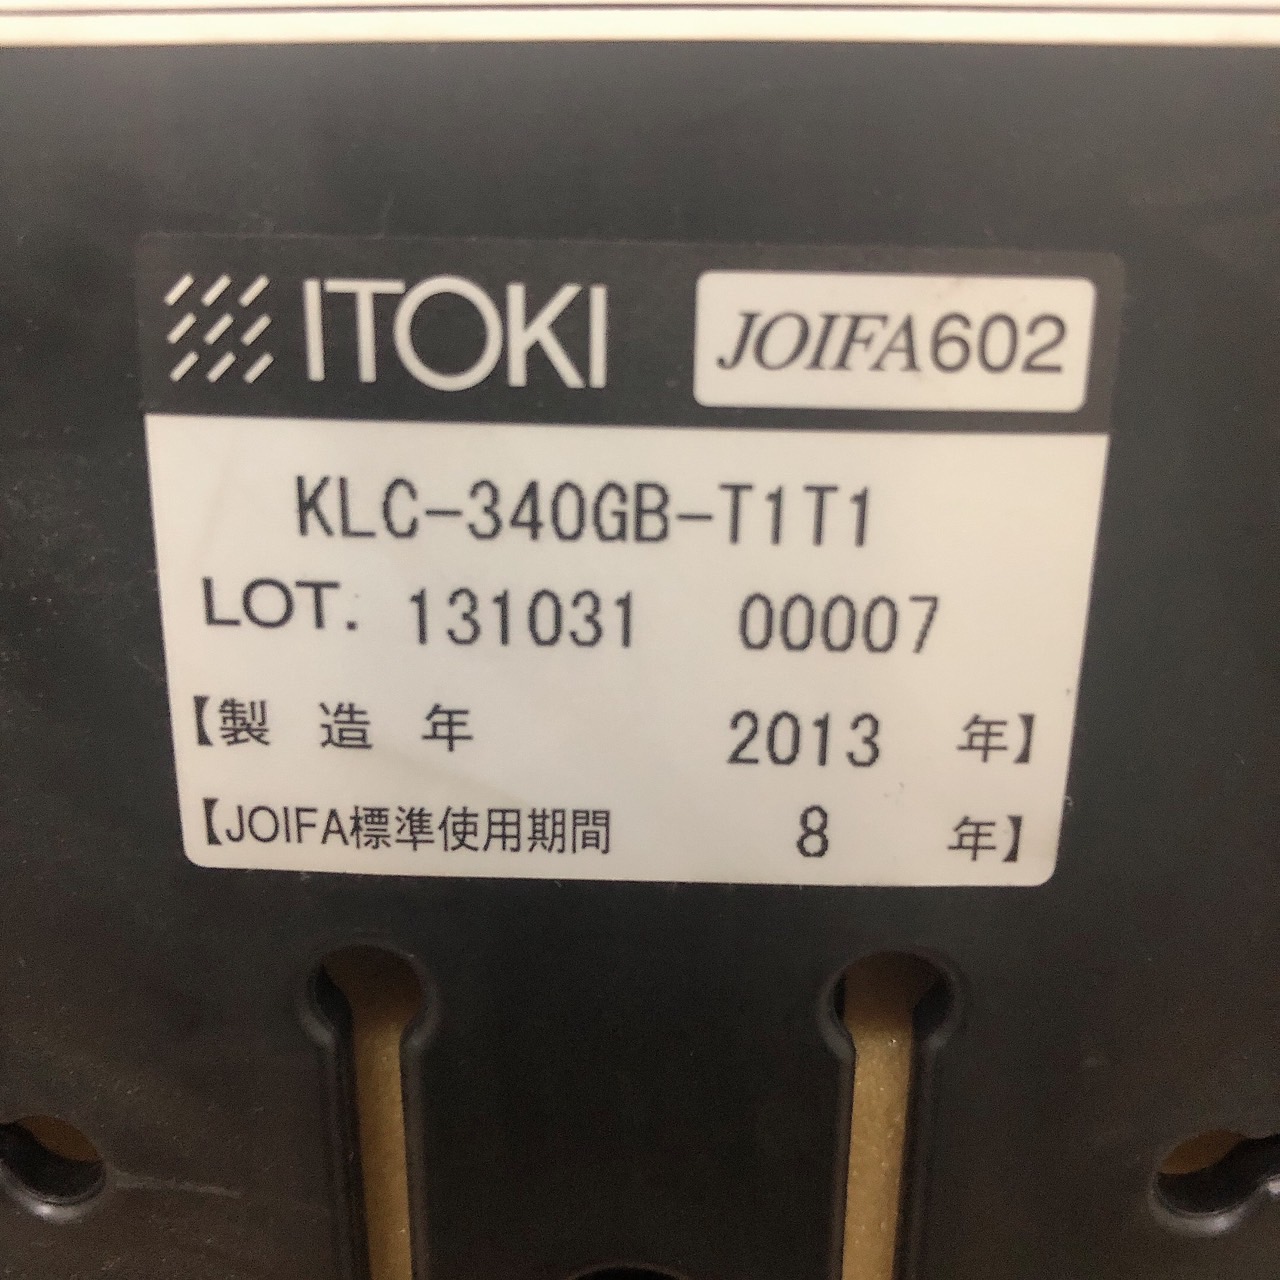 ITOKI JOIFA602
KLC-340GB-T1T1
LOT. 131031 00007
【製 造 年 2013 年】
【JOIFA標準使用期間 8 年】